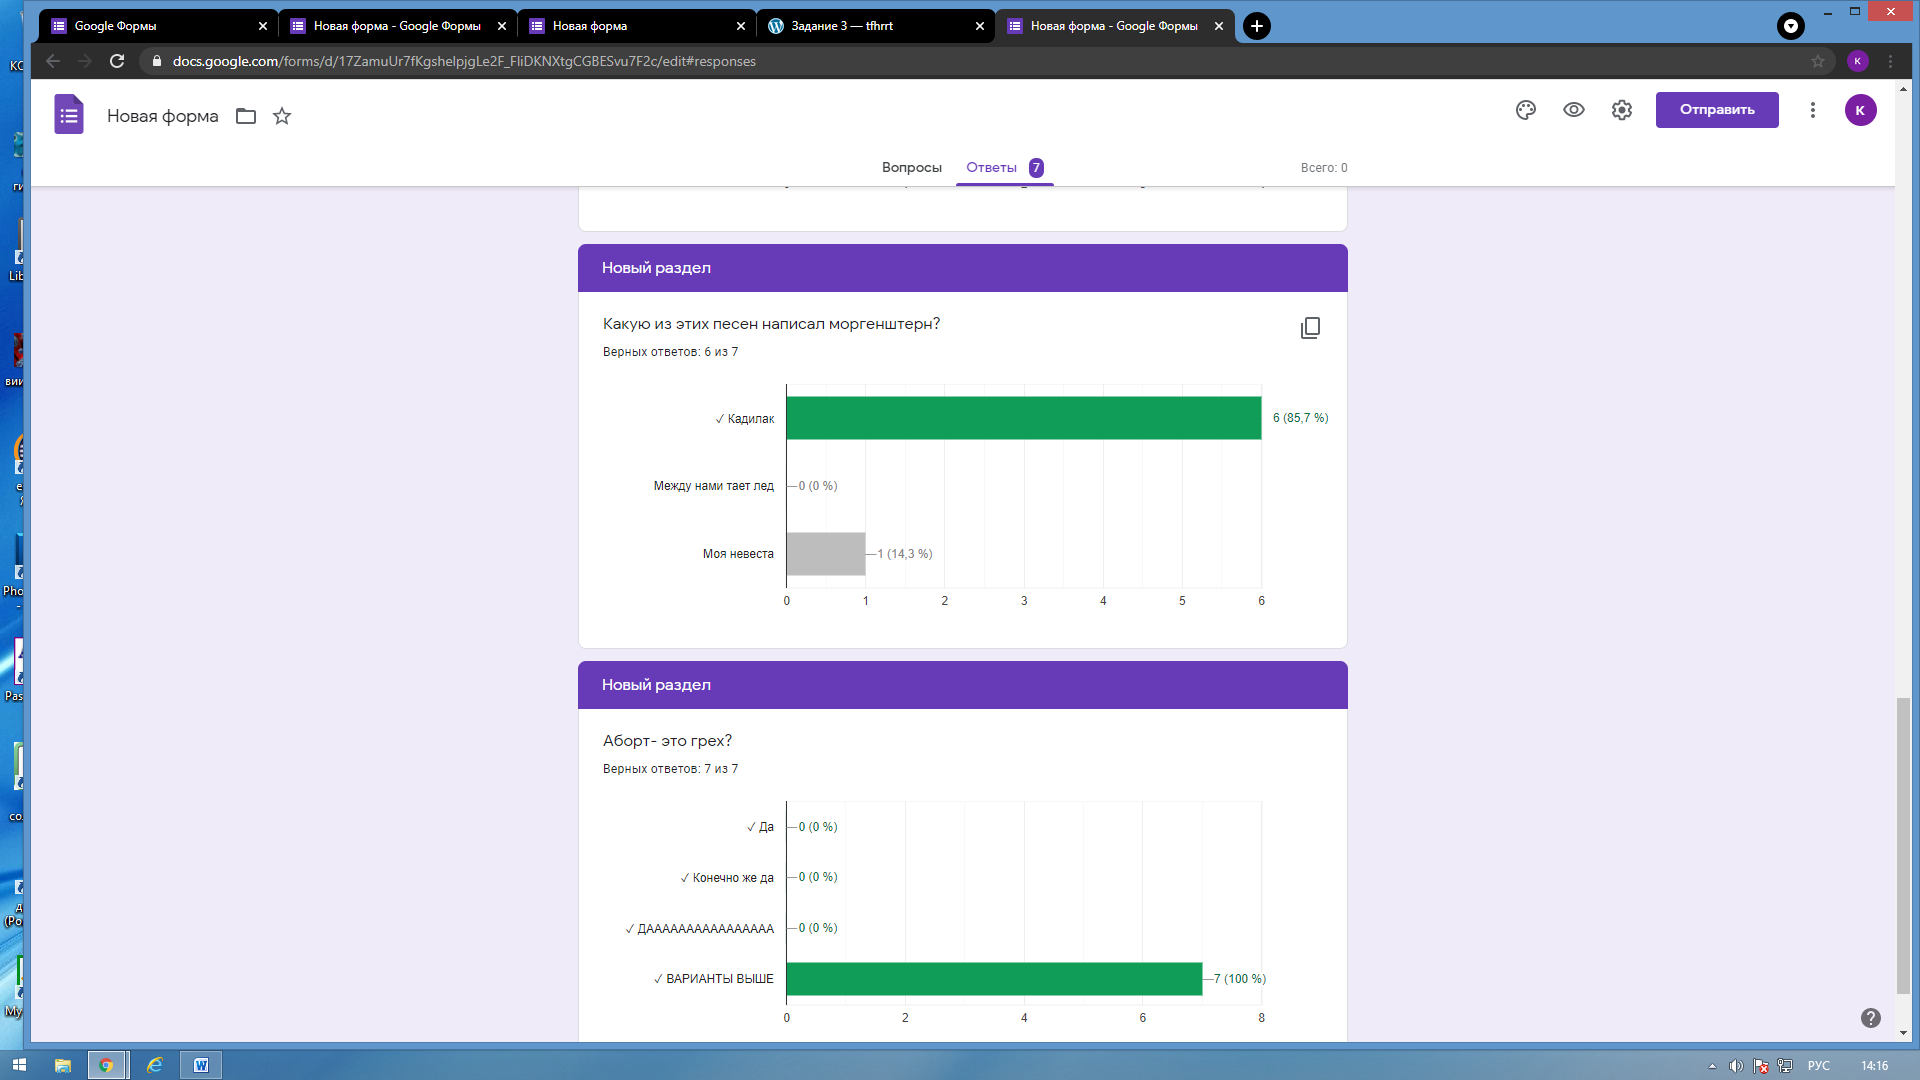 Google Формы
Новая форма - Google Формы
Новая форма
Задание 3 — tfhrrt
Новая форма - Google Формы
docs.google.com/forms/d/17ZamuUr7fKgshelpjgLe2F_FliDKNXtgCGBESvu7F2c/edit#responses
K
Новая форма
Отправить
K
Вопросы
Ответы 7
Всего: 0
Новый раздел
Какую из этих песен написал моргенштерн?
Верных ответов: 6 из 7
✓ Кадилак
6 (85,7 %)
Между нами тает лед
0 (0 %)
Моя невеста
1 (14,3 %)
0 1 2 3 4 5 6
Новый раздел
Аборт- это грех?
Верных ответов: 7 из 7
✓ Да
0 (0 %)
✓ Конечно же да
0 (0 %)
✓ ДАААААААААААААААА
0 (0 %)
✓ ВАРИАНТЫ ВЫШЕ
7 (100 %)
0 2 4 6 8
Lib
Pho
Pas
My
РУС
14:16